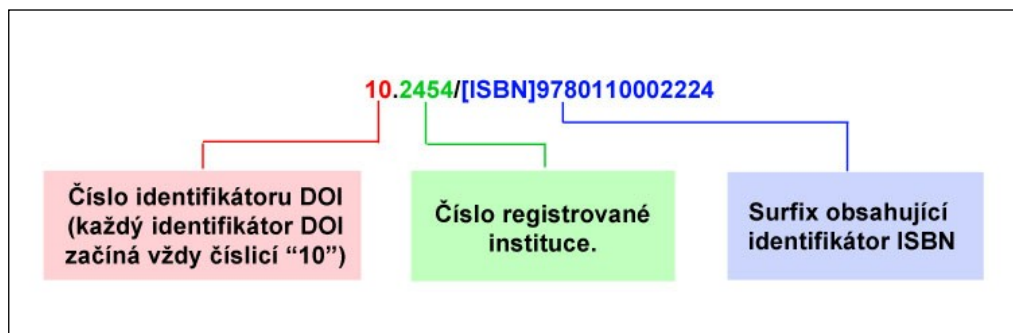 10.2454/[ISBN]9780110002224
Číslo identifikátoru DOI
(každý identifikátor DOI
začíná vždy číslicí “10”)
Číslo registrované
instituce.
Surfix obsahující
identifikátor ISBN